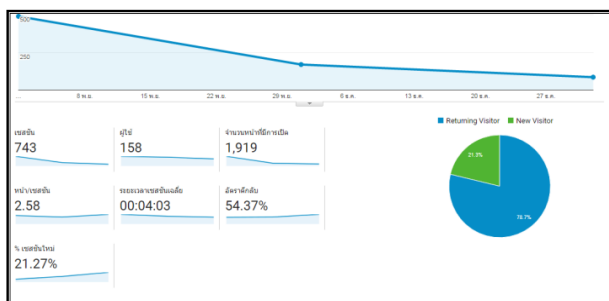 500
250
...
8 พ.ย.
15 พ.ย.
22 พ.ย.
29 พ.ย.
6 ธ.ค.
13 ธ.ค.
20 ธ.ค.
27 ธ.ค.
Returning Visitor
New Visitor
เซสชัน
743
ผู้ใช้
158
จำนวนหน้าที่มีการเปิด
1,919
21.3%
78.7%
หน้า/เซสชัน
2.58
ระยะเวลาเซสชันเฉลี่ย
00:04:03
อัตราตีกลับ
54.37%
% เซสชันใหม่
21.27%